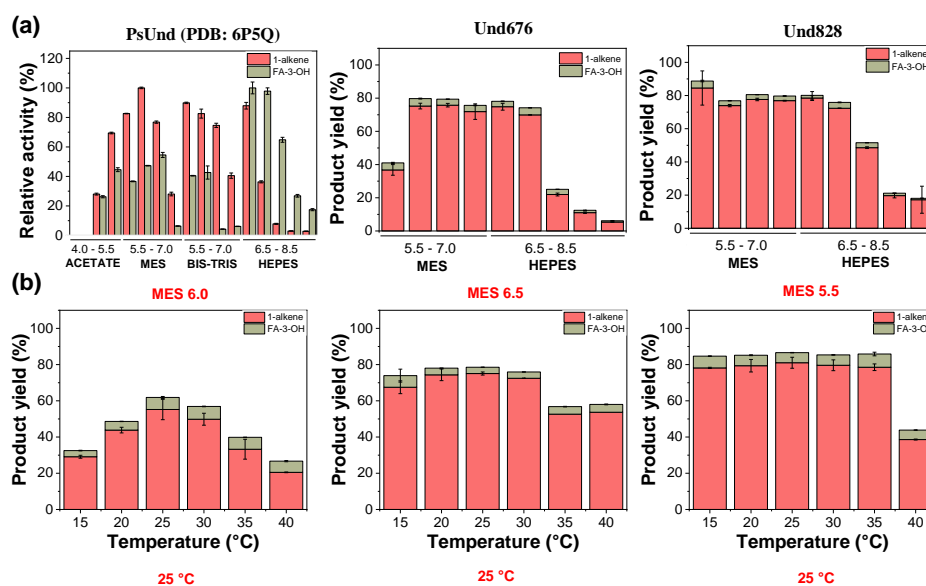 (a)
PsUnd (PDB: 6P5Q)
Und676
Und828
Relative activity (%)
120
100
80
60
40
20
0
1-alkene
FA-3-OH
4.0 - 5.5
5.5 - 7.0
5.5 - 7.0
6.5 - 8.5
ACETATE
MES
BIS-TRIS
HEPES
Product yield (%)
100
80
60
40
20
0
1-alkene
FA-3-OH
5.5 - 7.0
6.5 - 8.5
MES
HEPES
Product yield (%)
100
80
60
40
20
0
1-alkene
FA-3-OH
5.5 - 7.0
6.5 - 8.5
MES
HEPES
(b)
MES 6.0
MES 6.5
MES 5.5
Product yield (%)
100
80
60
40
20
0
1-alkene
FA-3-OH
15 20 25 30 35 40
Temperature (°C)
25 °C
Product yield (%)
100
80
60
40
20
0
1-alkene
FA-3-OH
15 20 25 30 35 40
Temperature (°C)
25 °C
Product yield (%)
100
80
60
40
20
0
1-alkene
FA-3-OH
15 20 25 30 35 40
Temperature (°C)
25 °C